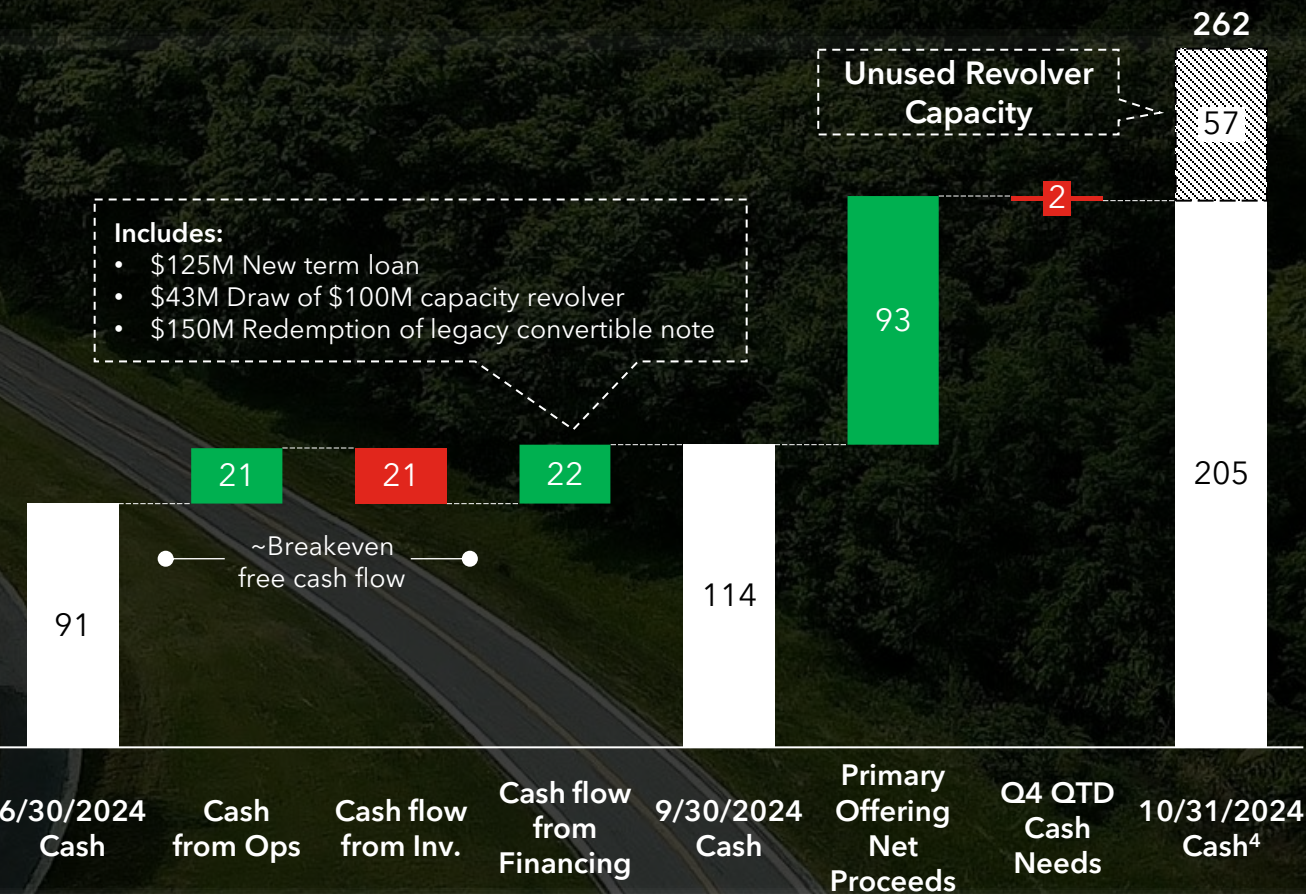 262
Unused Revolver
Capacity
57
2
Includes:
• $125M New term loan
• $43M Draw of $100M capacity revolver
• $150M Redemption of legacy convertible note
93
21
21
22
205
~Breakeven
free cash flow
114
91
6/30/2024
Cash
Cash
from Ops
Cash flow
from Inv.
Cash flow
from
Financing
9/30/2024
Cash
Primary
Offering
Net
Proceeds
Q4 QTD
Cash
Needs
10/31/2024
Cash⁴